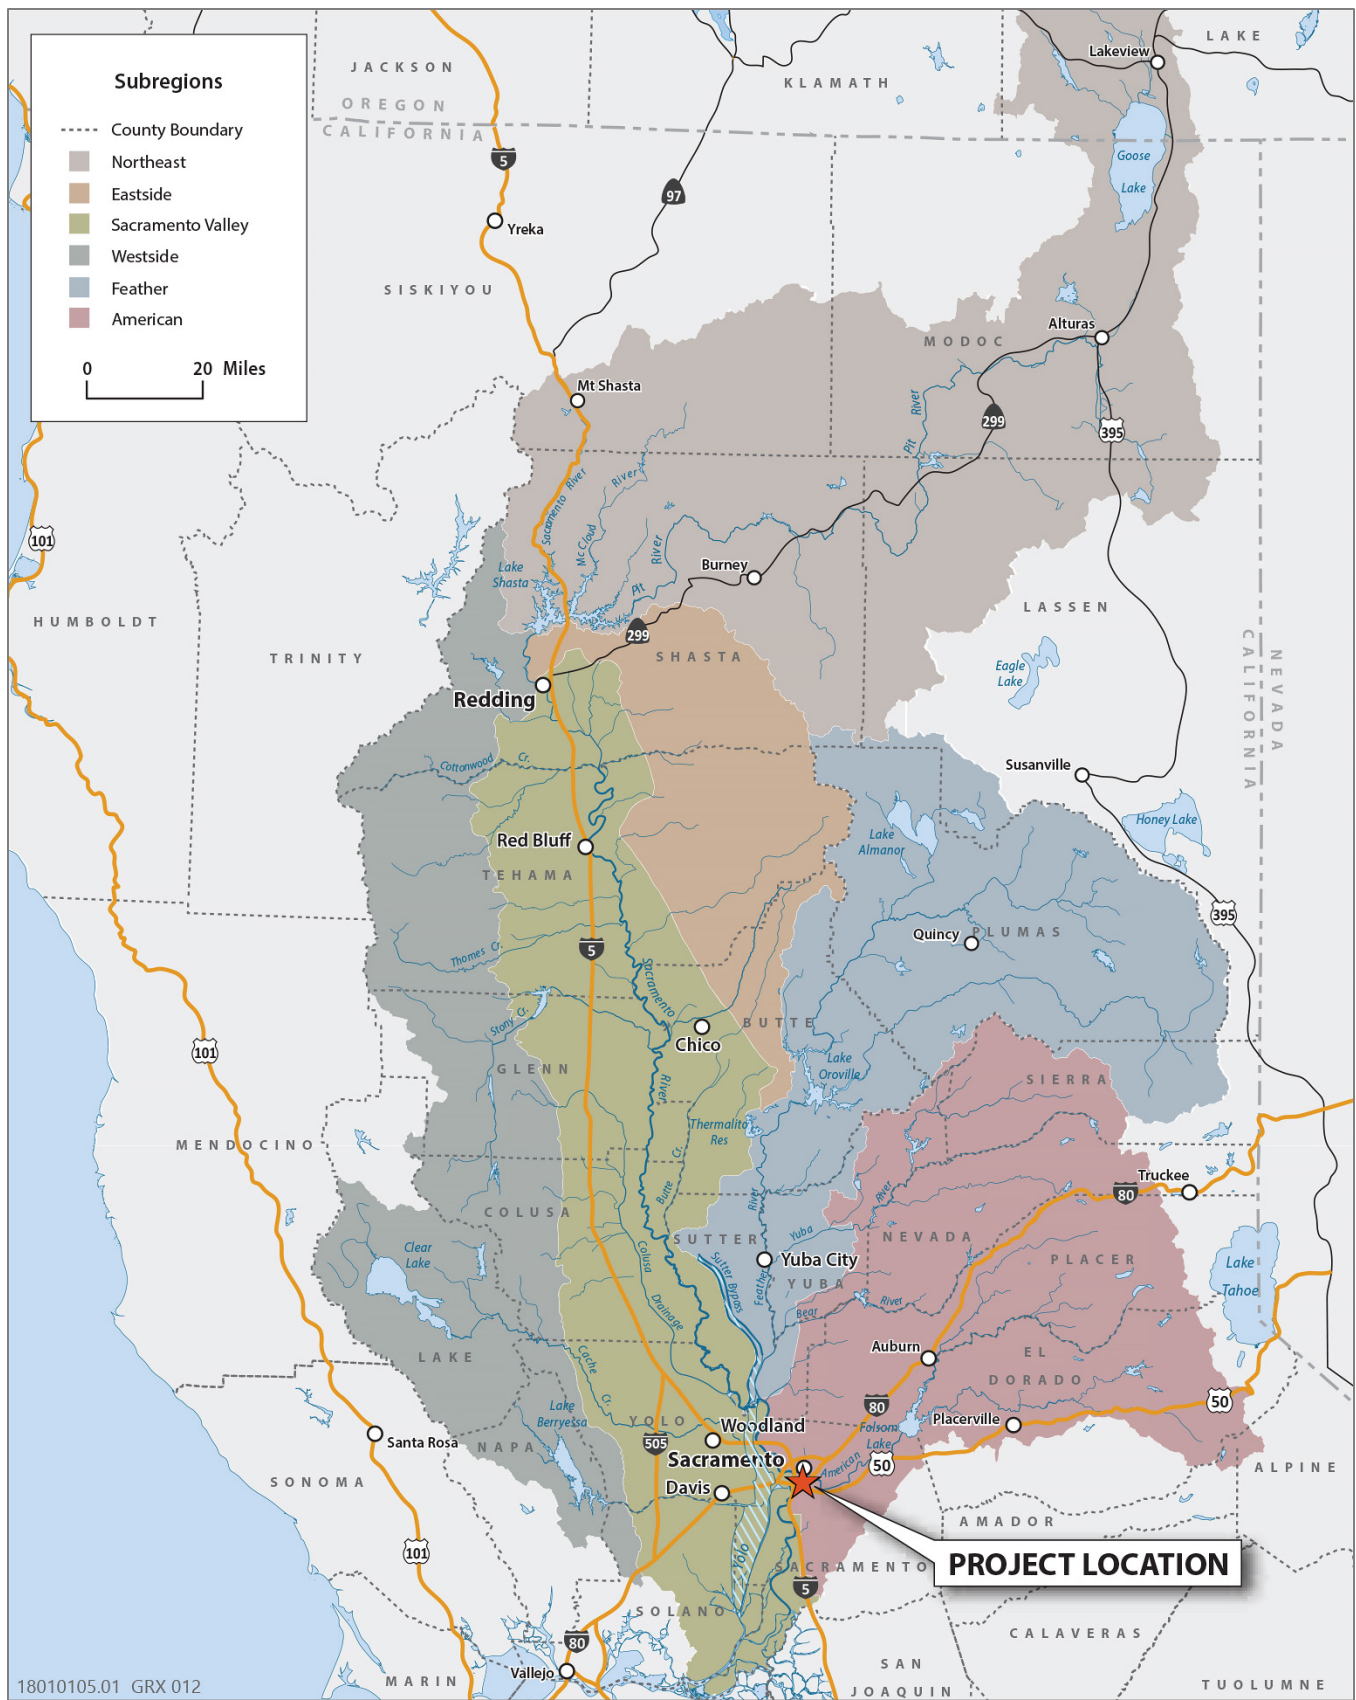 Subregions
County Boundary
Northeast
Eastside
Sacramento Valley
Westside
Feather
American
0 20 Miles
JACKSON
OREGON
CALIFORNIA
KLAMATH
LAKE
Lakeview
Goose
Lake
5
97
Yreka
SISKIYOU
Alturas
MODOC
Mt Shasta
299
395
Pit
River
Sacramento River
McCloud
River
101
Lake
Shasta
Pit
River
Burney
299
HUMBOLDT
TRINITY
SHASTA
LASSEN
Eagle
Lake
CALIFORNIA
NEVADA
Redding
Cottonwood Cr.
Susanville
Honey Lake
Red Bluff
Lake
Almanor
TEHAMA
395
Quincy
PLUMAS
5
Thomes Cr.
Sacramento
River
Stony Cr.
Chico
BUTTE
101
Lake
Oroville
GLENN
SIERRA
Thermalito
Res
MENDOCINO
Butte Cr.
Truckee
80
COLUSA
River
Feather
Yuba
River
SUTTER
NEVADA
Clear
Lake
Colusa
Drainage
Sutter Bypass
Yuba City
YUBA
PLACER
Lake
Tahoe
Bear
River
LAKE
Cache
Cr.
Auburn
EL
DORADO
Lake
Berryessa
YOLO
Woodland
80
Folsom
Lake
Placerville
50
Santa Rosa
NAPA
505
Sacramento
American
50
SONOMA
Davis
ALPINE
AMADOR
101
Yolo
SACRAMENTO
PROJECT LOCATION
5
SOLANO
80
CALAVERAS
Vallejo
MARIN
SAN
JOAQUIN
TUOLUMNE
18010105.01 GRX 012